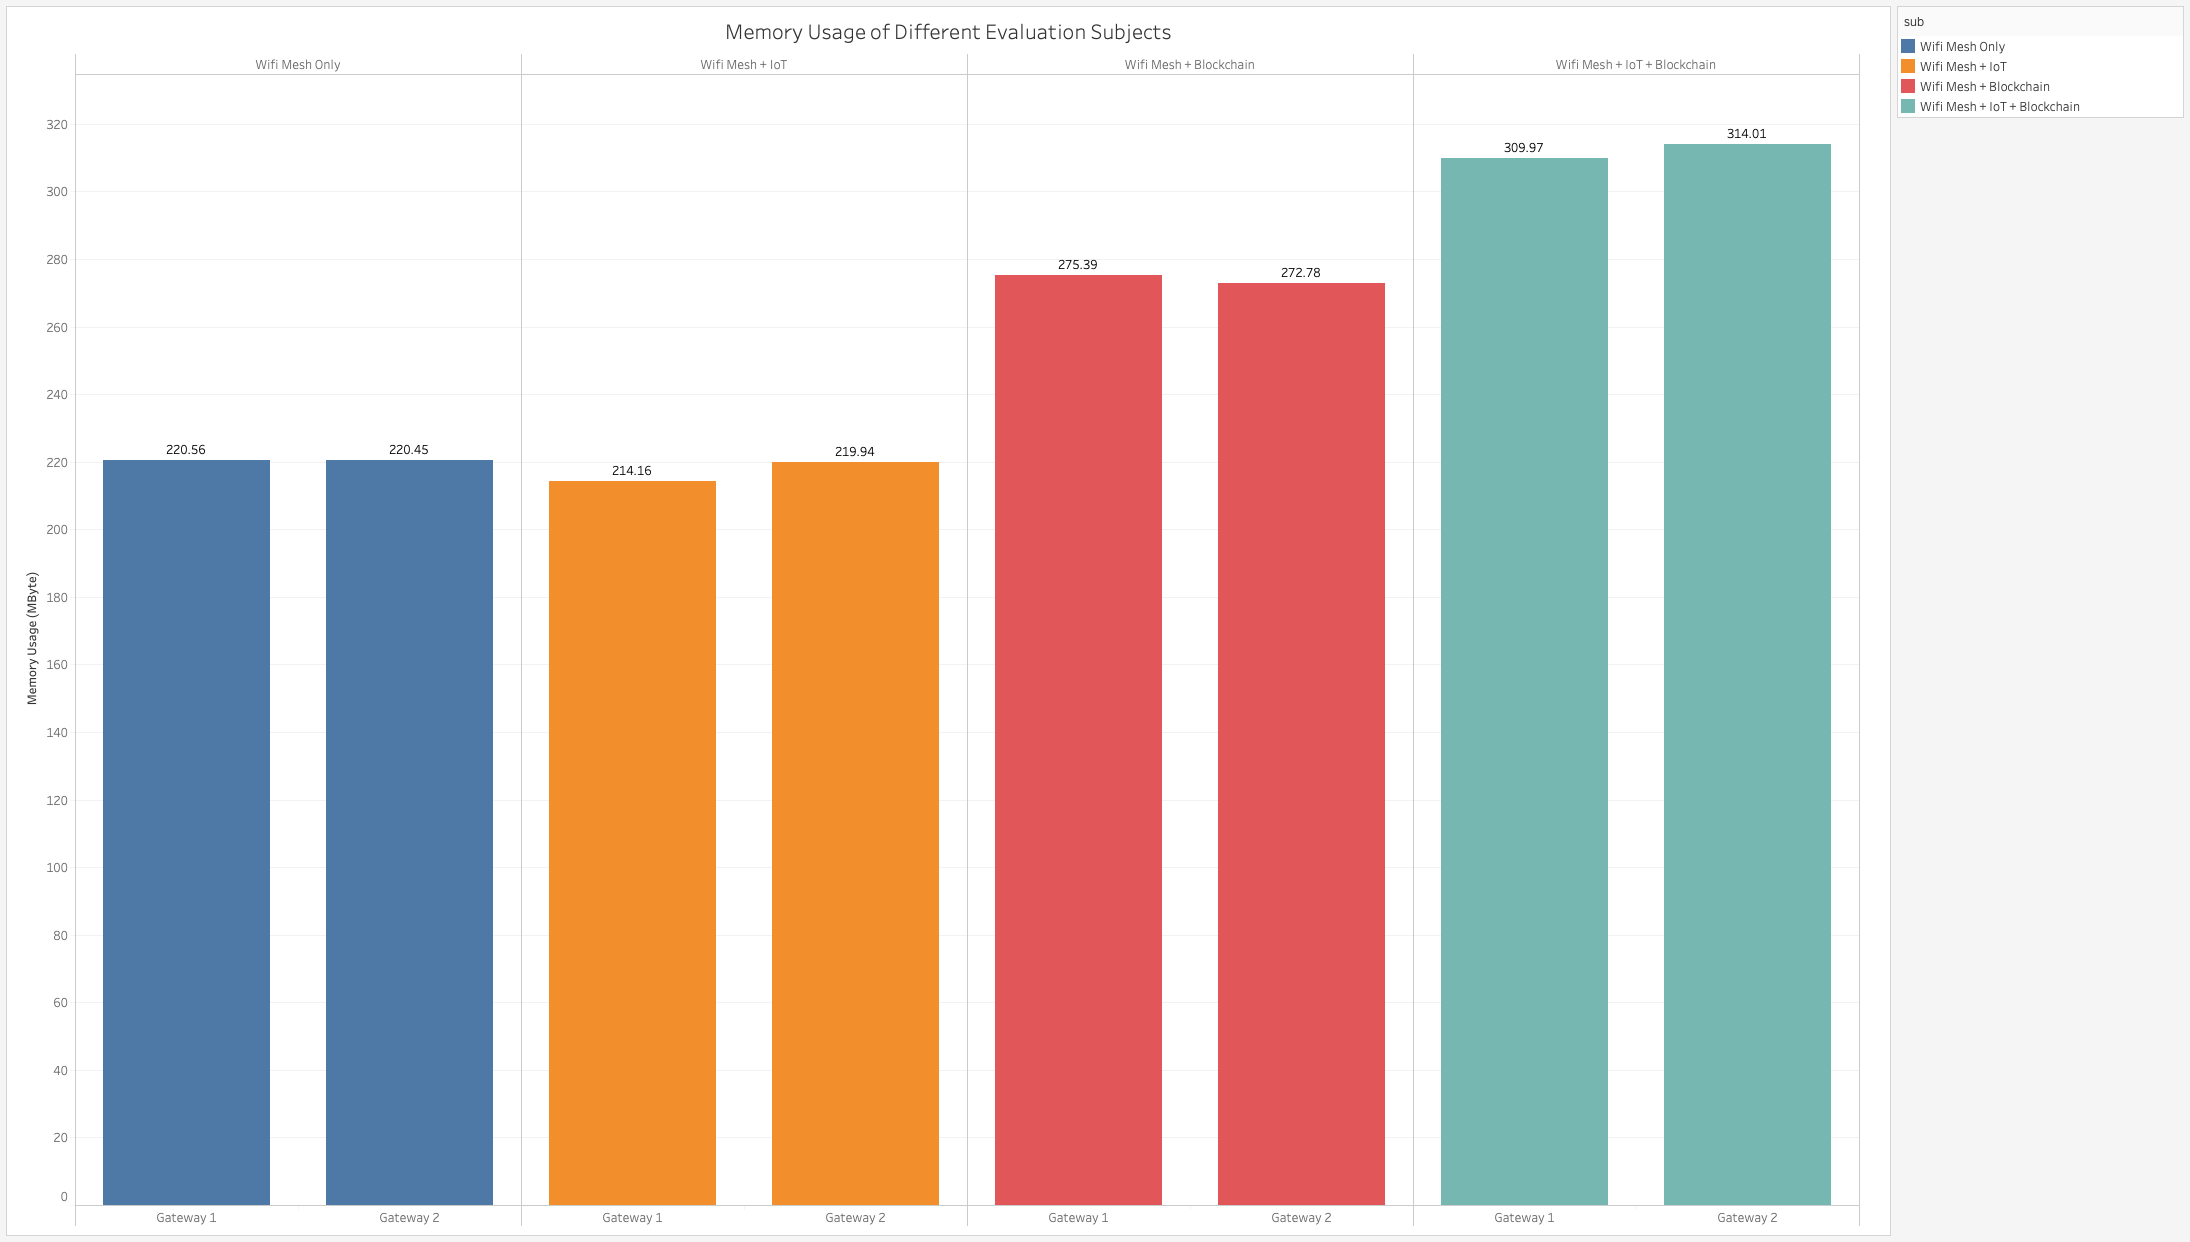 Memory Usage of Different Evaluation Subjects
Wifi Mesh Only
Wifi Mesh + IoT
Wifi Mesh + Blockchain
Wifi Mesh + IoT + Blockchain
Memory Usage (MByte)
320
300
280
260
240
220
200
180
160
140
120
100
80
60
40
20
0
220.56
220.45
214.16
219.94
275.39
272.78
309.97
314.01
Gateway 1
Gateway 2
Gateway 1
Gateway 2
Gateway 1
Gateway 2
Gateway 1
Gateway 2
sub
Wifi Mesh Only
Wifi Mesh + IoT
Wifi Mesh + Blockchain
Wifi Mesh + IoT + Blockchain